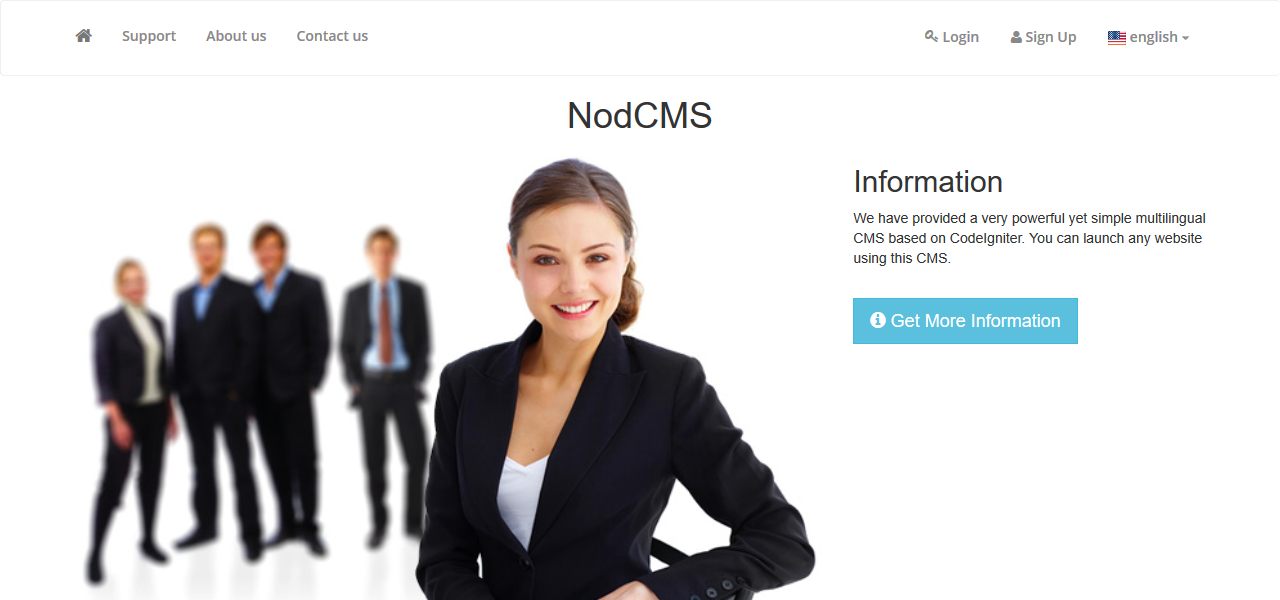 Support About us Contact us Login Sign Up english
NodCMS
Information
We have provided a very powerful yet simple multilingual
CMS based on CodeIgniter. You can launch any website
using this CMS.
Get More Information